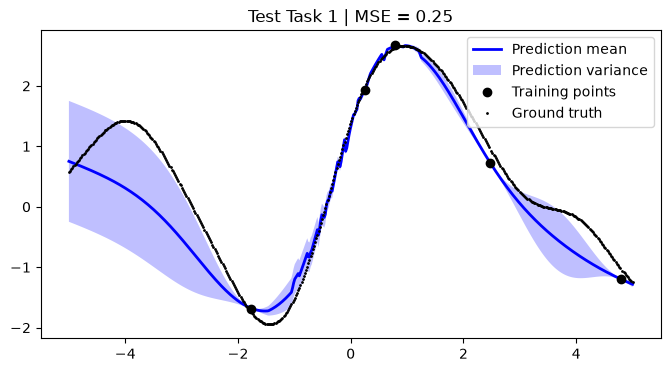 Test Task 1 | MSE = 0.25
Prediction mean
Prediction variance
Training points
Ground truth
2
1
0
−1
−2
−4
−2
0
2
4